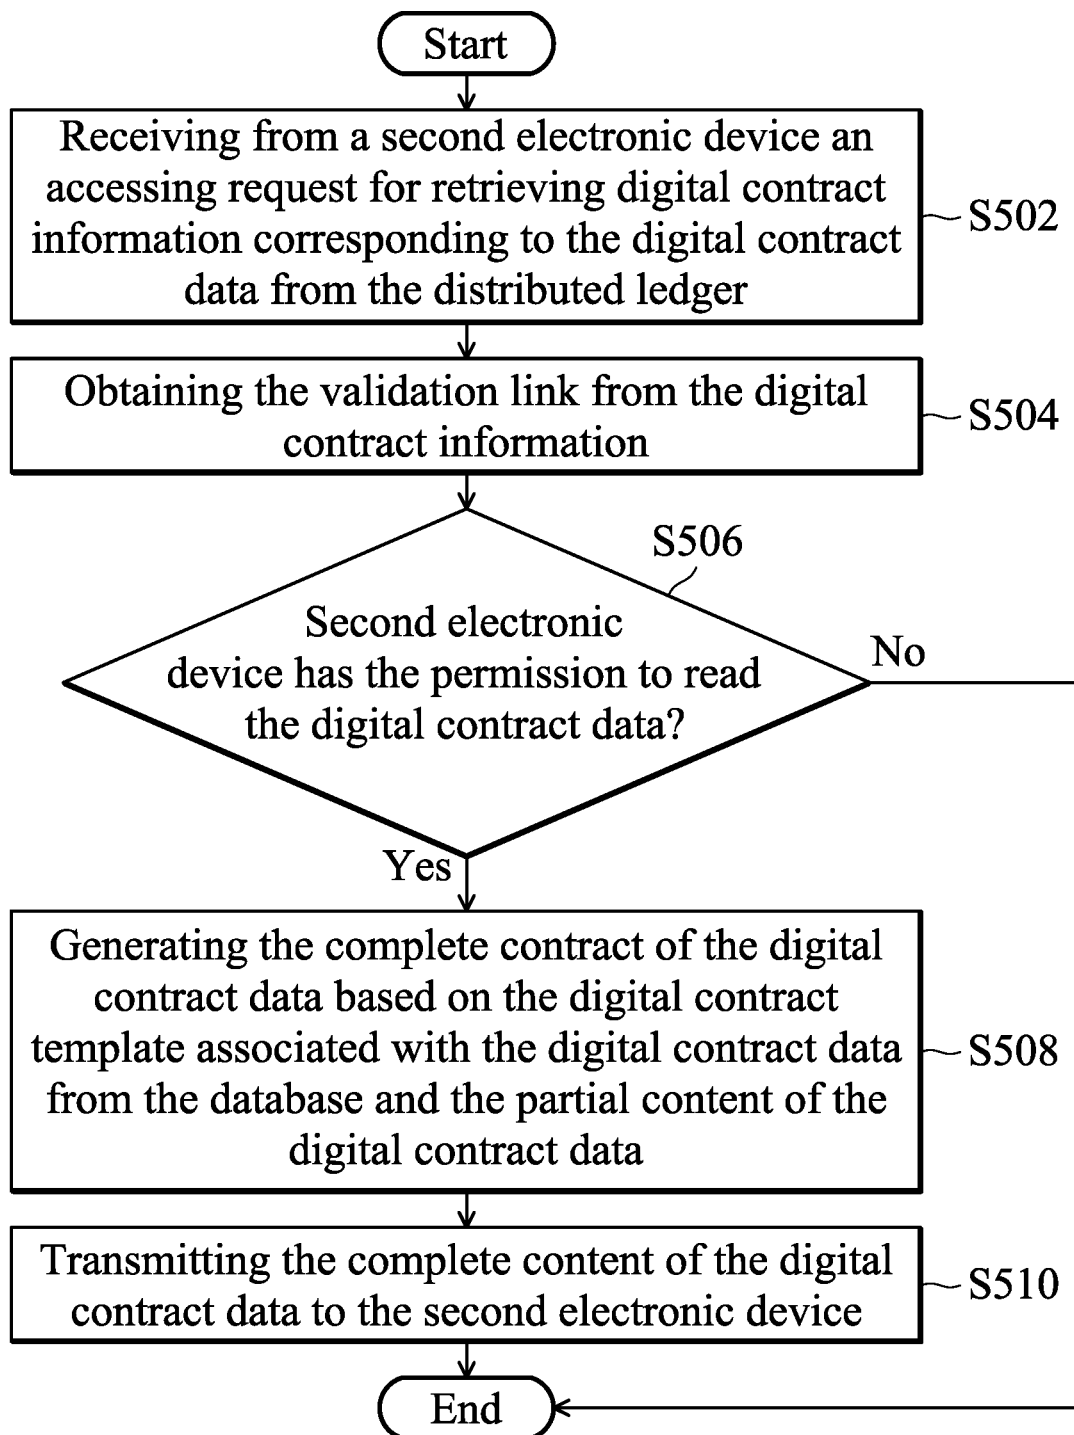 Start
Receiving from a second electronic device an
accessing request for retrieving digital contract
information corresponding to the digital contract
data from the distributed ledger
S502
Obtaining the validation link from the digital
contract information
S504
S506
Second electronic
device has the permission to read
the digital contract data?
No
Yes
Generating the complete contract of the digital
contract data based on the digital contract
template associated with the digital contract data
from the database and the partial content of the
digital contract data
S508
Transmitting the complete content of the digital
contract data to the second electronic device
S510
End